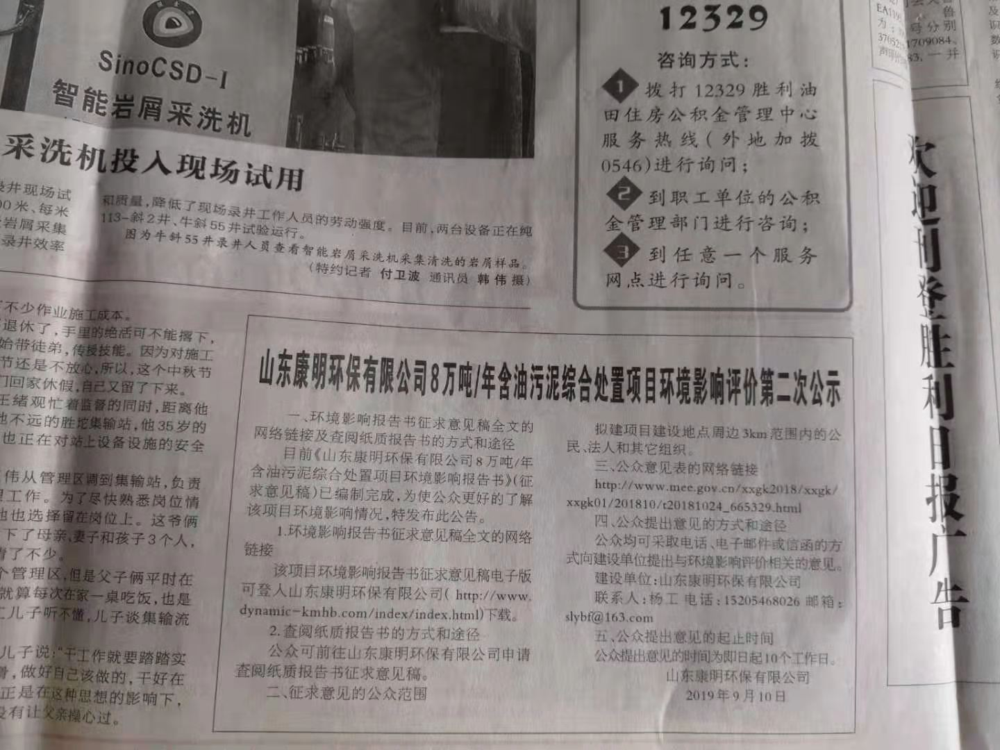 SinoCSD-I
智能岩屑采洗机
采洗机投入现场试用
录井现场试
00米、每米
岩屑采集
录井效率
和质量,降低了现场录井工作人员的劳动强度。目前,两台设备正在纯
113-斜2井、牛斜55井试验运行。
图为牛斜55井录井人员查看智能岩屑采洗机采集清洗的岩屑样品。
(特约记者 付卫波 通讯员 韩伟 摄)
12329
咨询方式:
1 拨打12329胜利油
田住房公积金管理中心
服务热线(外地加拨
0546)进行询问;
2 到职工单位的公积
金管理部门进行咨询;
3 到任意一个服务
网点进行询问。
不少作业施工成本。
退休了,手里的绝活可不能撂下,
始带徒弟,传授技能。因为对施工
节还是不放心,所以,这个中秋节
们回家休假,自己又留了下来。
王绪观忙着监督的同时,距离他
地不远的胜坨集输站,他35岁的
也正在对站上设备设施的安全
伟从管理区调到集输站,负责
理工作。为了尽快熟悉岗位情
他也选择留在岗位上。这爷俩
下了母亲、妻子和孩子3个人,
清了不少。
个管理区,但是父子俩平时在
就算每次在家一桌吃饭,也是
工儿子听不懂,儿子谈集输流
儿子说:“干工作就要踏踏实
骨,做好自己该做的,干好在
正是在这种思想的影响下,
没有让父亲操心过。
山东康明环保有限公司8万吨/年含油污泥综合处置项目环境影响评价第二次公示
一、环境影响报告书征求意见稿全文的
网络链接及查阅纸质报告书的方式和途径
目前《山东康明环保有限公司8万吨/年
含油污泥综合处置项目环境影响报告书》(征
求意见稿)已编制完成,为使公众更好的了解
该项目环境影响情况,特发布此公告。
1.环境影响报告书征求意见稿全文的网络
链接
该项目环境影响报告书征求意见稿电子版
可登入山东康明环保有限公司( http://www.
dynamic-kmhb.com/index/index.html)下载。
2.查阅纸质报告书的方式和途径
公众可前往山东康明环保有限公司申请
查阅纸质报告书征求意见稿。
二、征求意见的公众范围
拟建项目建设地点周边3km范围内的公
民、法人和其它组织。
三、公众意见表的网络链接
http://www.mee.gov.cn/xxgk2018/xxgk/
xxgk01/201810/t20181024_665329.html
四、公众提出意见的方式和途径
公众均可采取电话、电子邮件或信函的方
式向建设单位提出与环境影响评价相关的意见。
建设单位:山东康明环保有限公司
联系人:杨工 电话:15205468026 邮箱:
slybf@163.com
五、公众提出意见的起止时间
公众提出意见的时间为即日起10个工作日。
山东康明环保有限公司
2019年9月10日
鲁
号分别
1709084、
83,一并
欢迎刊登胜利日报广告